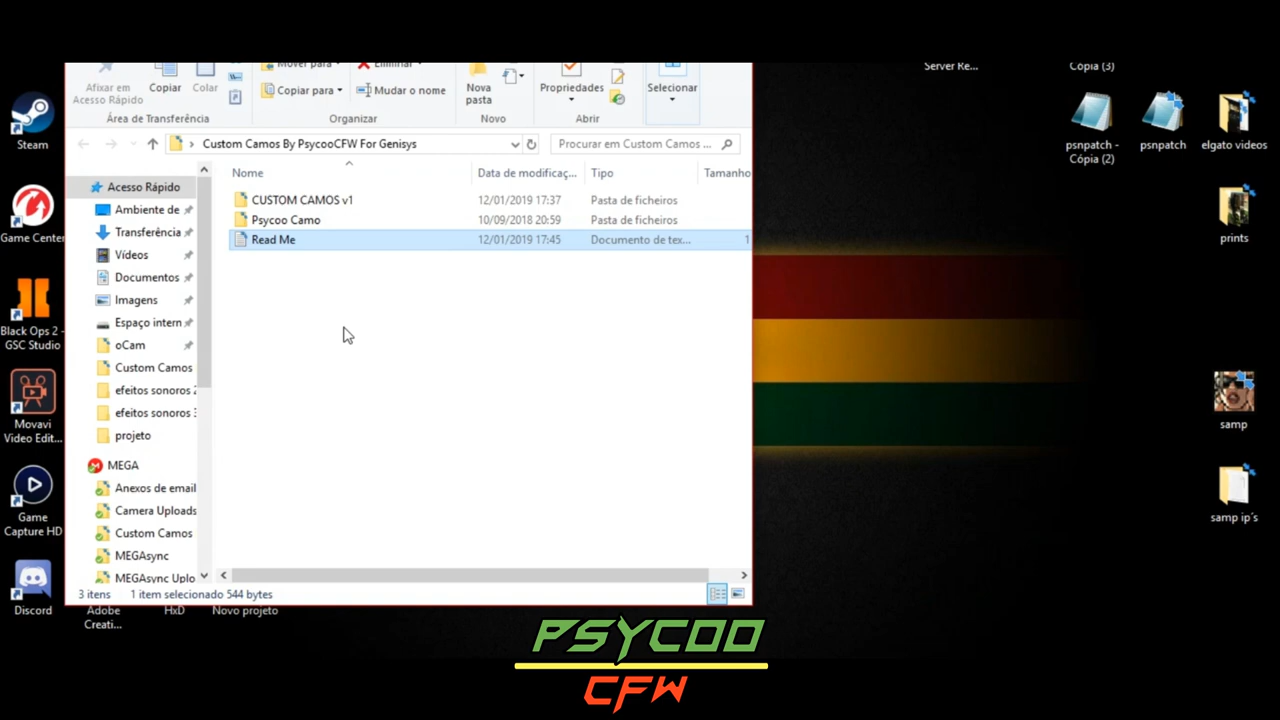 Mover para
Eliminar
Afixar em
Acesso Rápido
Copiar
Colar
Copiar para
Mudar o nome
Nova
pasta
Propriedades
Selecionar
Área de Transferência
Organizar
Novo
Abrir
Custom Camos By PsycooCFW For Genisys
Procurar em Custom Camos ...
Nome
Data de modificaç...
Tipo
Tamanho
CUSTOM CAMOS v1
12/01/2019 17:37
Pasta de ficheiros
Psycoo Camo
10/09/2018 20:59
Pasta de ficheiros
Read Me
12/01/2019 17:45
Documento de tex...
1
Acesso Rápido
Ambiente de
Transferência
Vídeos
Documentos
Imagens
Espaço intern
oCam
Custom Camos
efeitos sonoros 2
efeitos sonoros 3
projeto
MEGA
Anexos de email
Camera Uploads
Custom Camos
MEGAsync
MEGAsync Uplo
3 itens
1 item selecionado 544 bytes
Steam
Game Center
Black Ops 2 -
GSC Studio
Movavi
Video Edit...
Game
Capture HD
Discord
Adobe
Creati...
HxD
Novo projeto
Server Re...
Copia (3)
psnpatch -
Cópia (2)
psnpatch
elgato videos
prints
samp
samp ip´s
PSYCOO
CFW